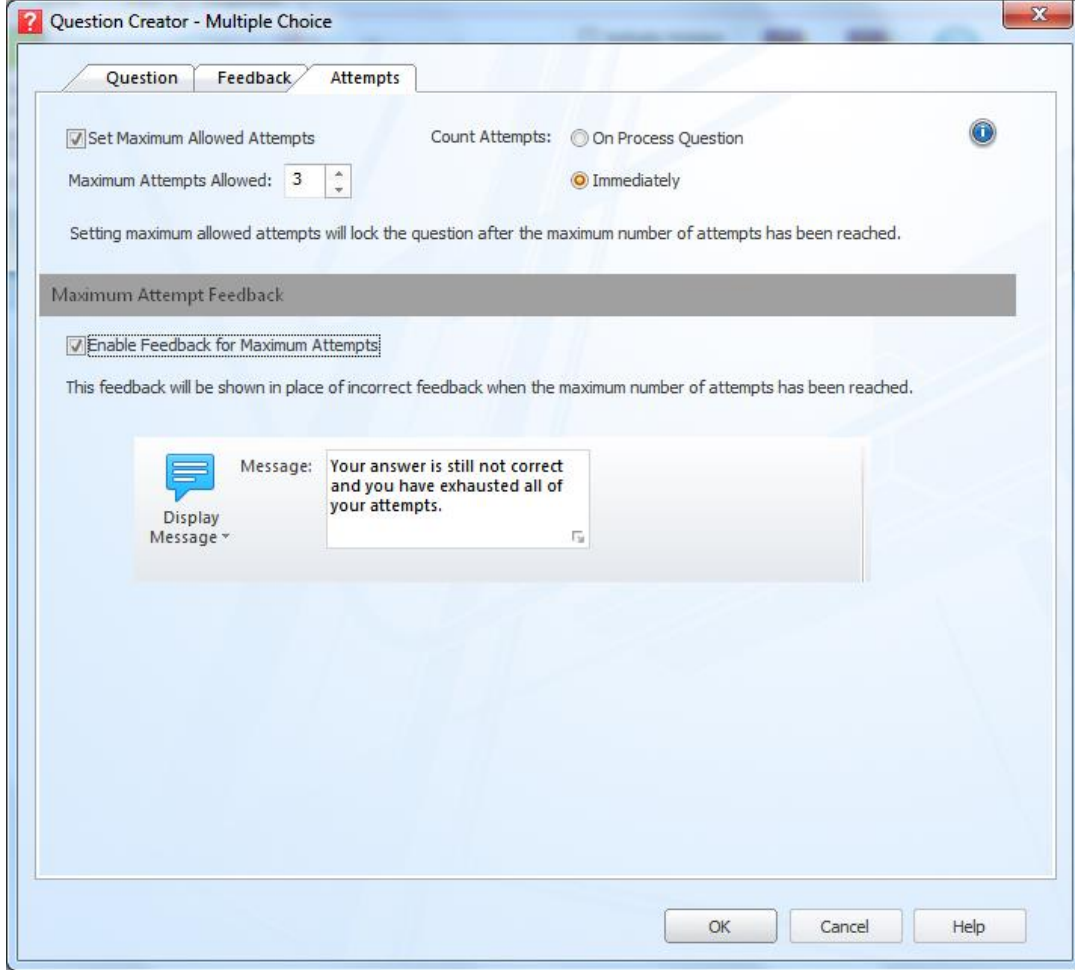 Question Creator - Multiple Choice
Question Feedback Attempts
Set Maximum Allowed Attempts Count Attempts: On Process Question
Maximum Attempts Allowed: 3 Immediately
Setting maximum allowed attempts will lock the question after the maximum number of attempts has been reached.
Maximum Attempt Feedback
Enable Feedback for Maximum Attempts
This feedback will be shown in place of incorrect feedback when the maximum number of attempts has been reached.
Message: Your answer is still not correct
and you have exhausted all of
your attempts.
Display
Message
OK Cancel Help